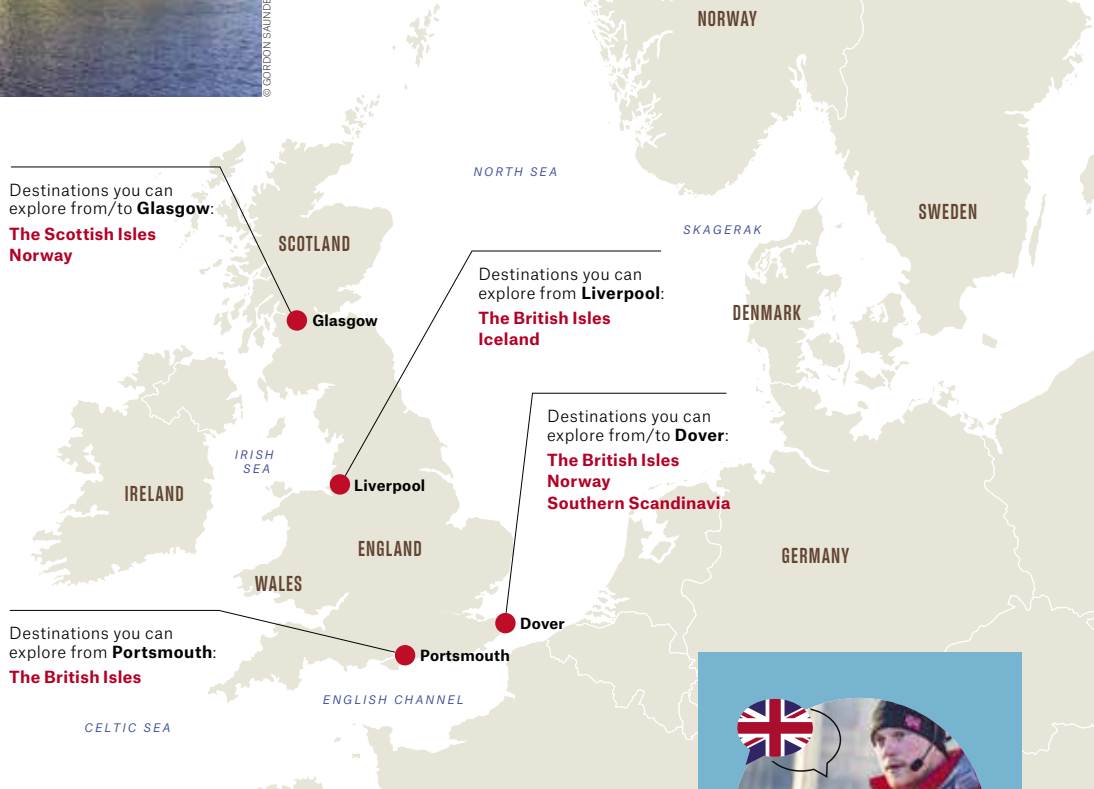 © GORDON SAUNDE
NORWAY
NORTH SEA
SWEDEN
SKAGERAK
Destinations you can
explore from/to Glasgow:
The Scottish Isles
Norway
SCOTLAND
Glasgow
Destinations you can
explore from Liverpool:
The British Isles
Iceland
DENMARK
Destinations you can
explore from/to Dover:
The British Isles
Norway
Southern Scandinavia
IRISH
SEA
Liverpool
IRELAND
ENGLAND
GERMANY
WALES
Dover
Destinations you can
explore from Portsmouth:
The British Isles
Portsmouth
ENGLISH CHANNEL
CELTIC SEA